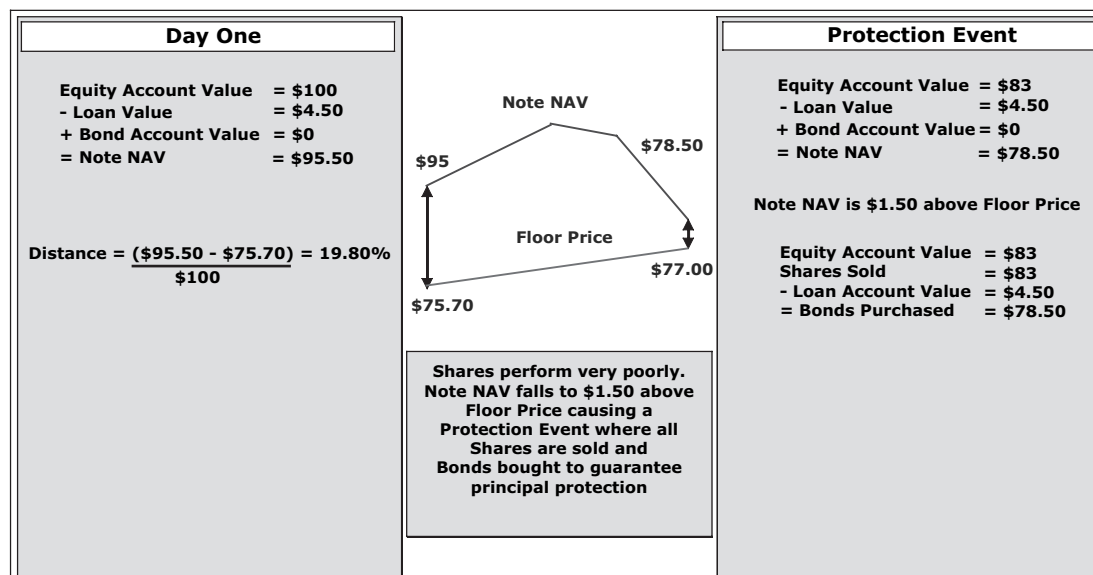 Day One
Equity Account Value = $100
- Loan Value = $4.50
+ Bond Account Value = $0
= Note NAV = $95.50
Distance = ($95.50 - $75.70) = 19.80%
$100
Note NAV
$95
$78.50
Floor Price
$77.00
$75.70
Shares perform very poorly.
Note NAV falls to $1.50 above
Floor Price causing a
Protection Event where all
Shares are sold and
Bonds bought to guarantee
principal protection
Protection Event
Equity Account Value = $83
- Loan Value = $4.50
+ Bond Account Value = $0
= Note NAV = $78.50
Note NAV is $1.50 above Floor Price
Equity Account Value = $83
Shares Sold = $83
- Loan Account Value = $4.50
= Bonds Purchased = $78.50